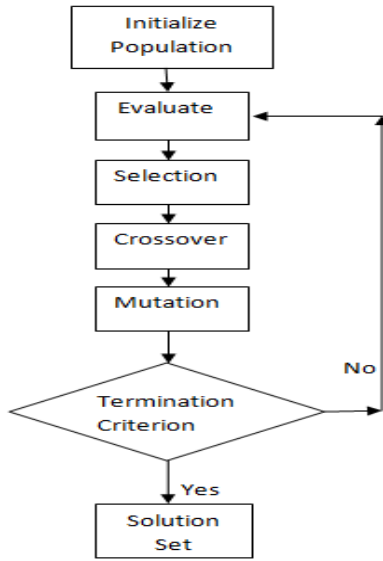 Initialize
Population
Evaluate
Selection
Crossover
Mutation
No
Termination
Criterion
Yes
Solution
Set